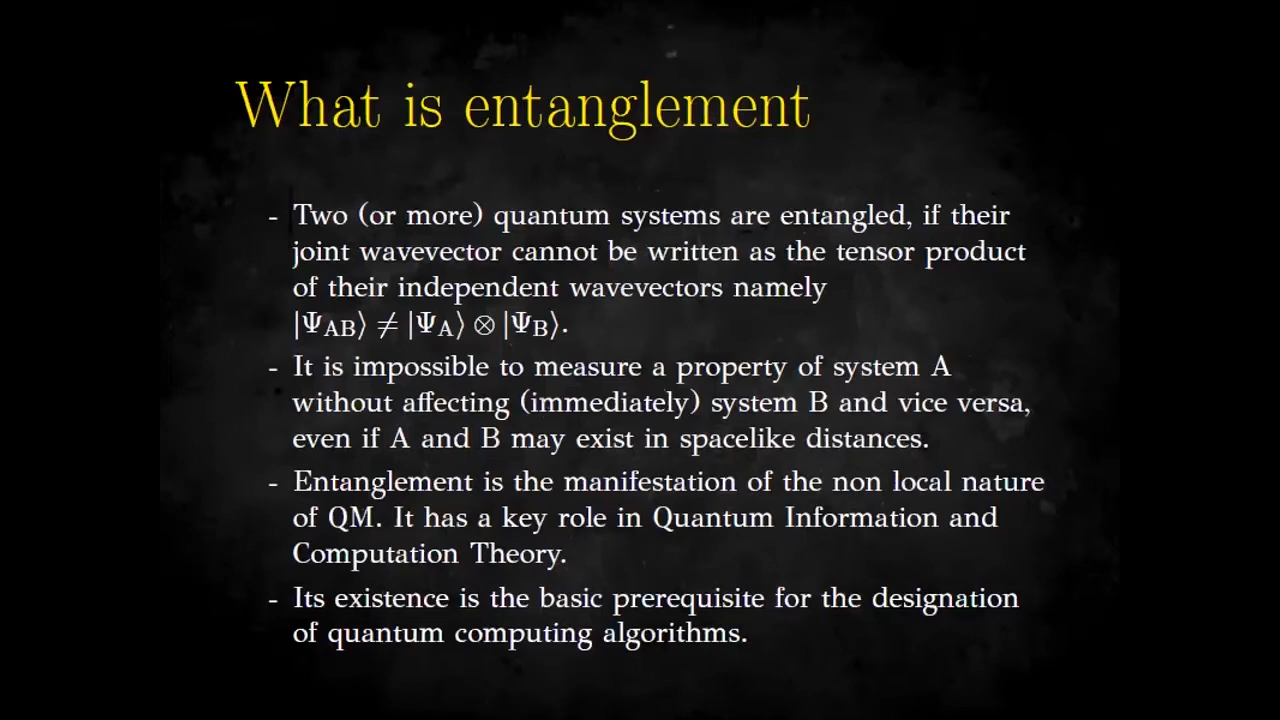 What is entanglement
- Two (or more) quantum systems are entangled, if their
joint wavevector cannot be written as the tensor product
of their independent wavevectors namely
|Ψ_AB⟩ ≠ |Ψ_A⟩ ⊗ |Ψ_B⟩.
- It is impossible to measure a property of system A
without affecting (immediately) system B and vice versa,
even if A and B may exist in spacelike distances.
- Entanglement is the manifestation of the non local nature
of QM. It has a key role in Quantum Information and
Computation Theory.
- Its existence is the basic prerequisite for the designation
of quantum computing algorithms.